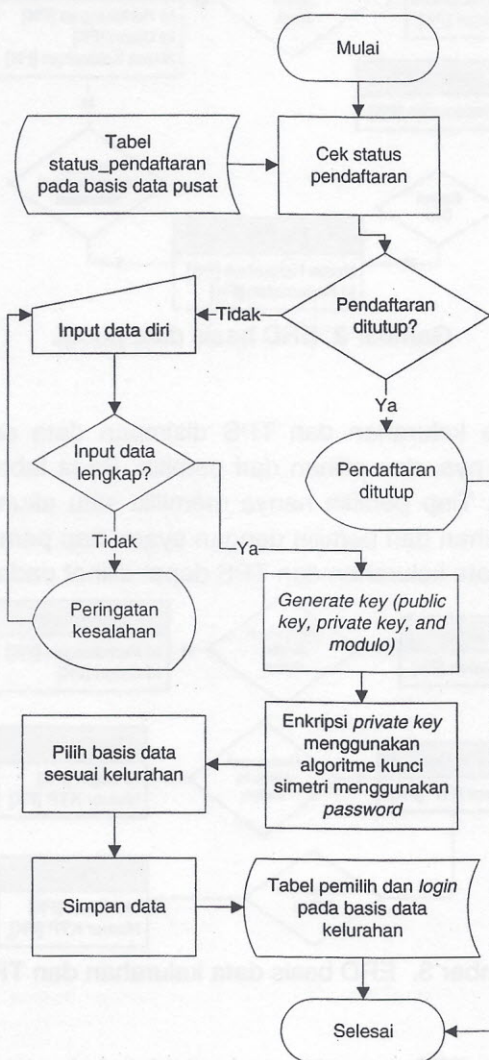 Mulai
Tabel
status_pendaftaran
pada basis data pusat
Cek status
pendaftaran
Pendaftaran
ditutup?
Tidak
Input data diri
Ya
Pendaftaran
ditutup
Input data
lengkap?
Tidak
Ya
Peringatan
kesalahan
Generate key (public
key, private key, and
modulo)
Enkripsi private key
menggunakan
algoritme kunci
simetri menggunakan
password
Pilih basis data
sesuai kelurahan
Simpan data
Tabel pemilih dan login
pada basis data
kelurahan
Selesai